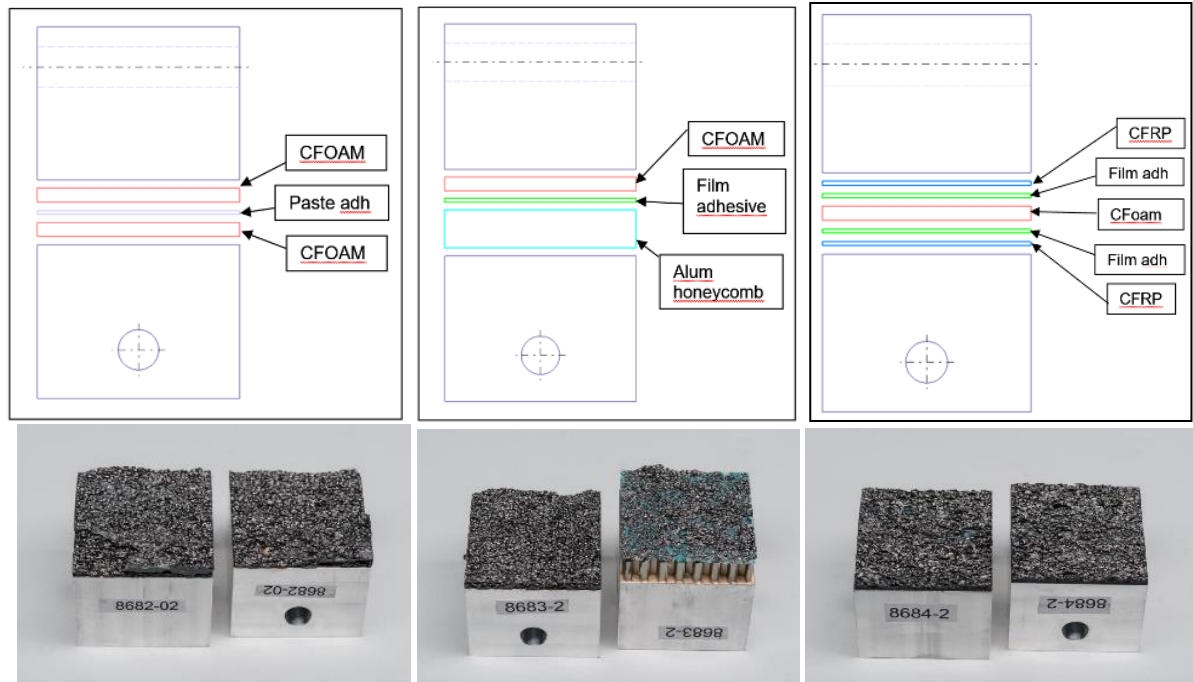 CFOAM
Paste adh
CFOAM
CFOAM
Film
adhesive
Alum
honeycomb
CFRP
Film adh
CFoam
Film adh
CFRP
8682-02
8682-02
8683-2
8683-2
8684-2
8684-2